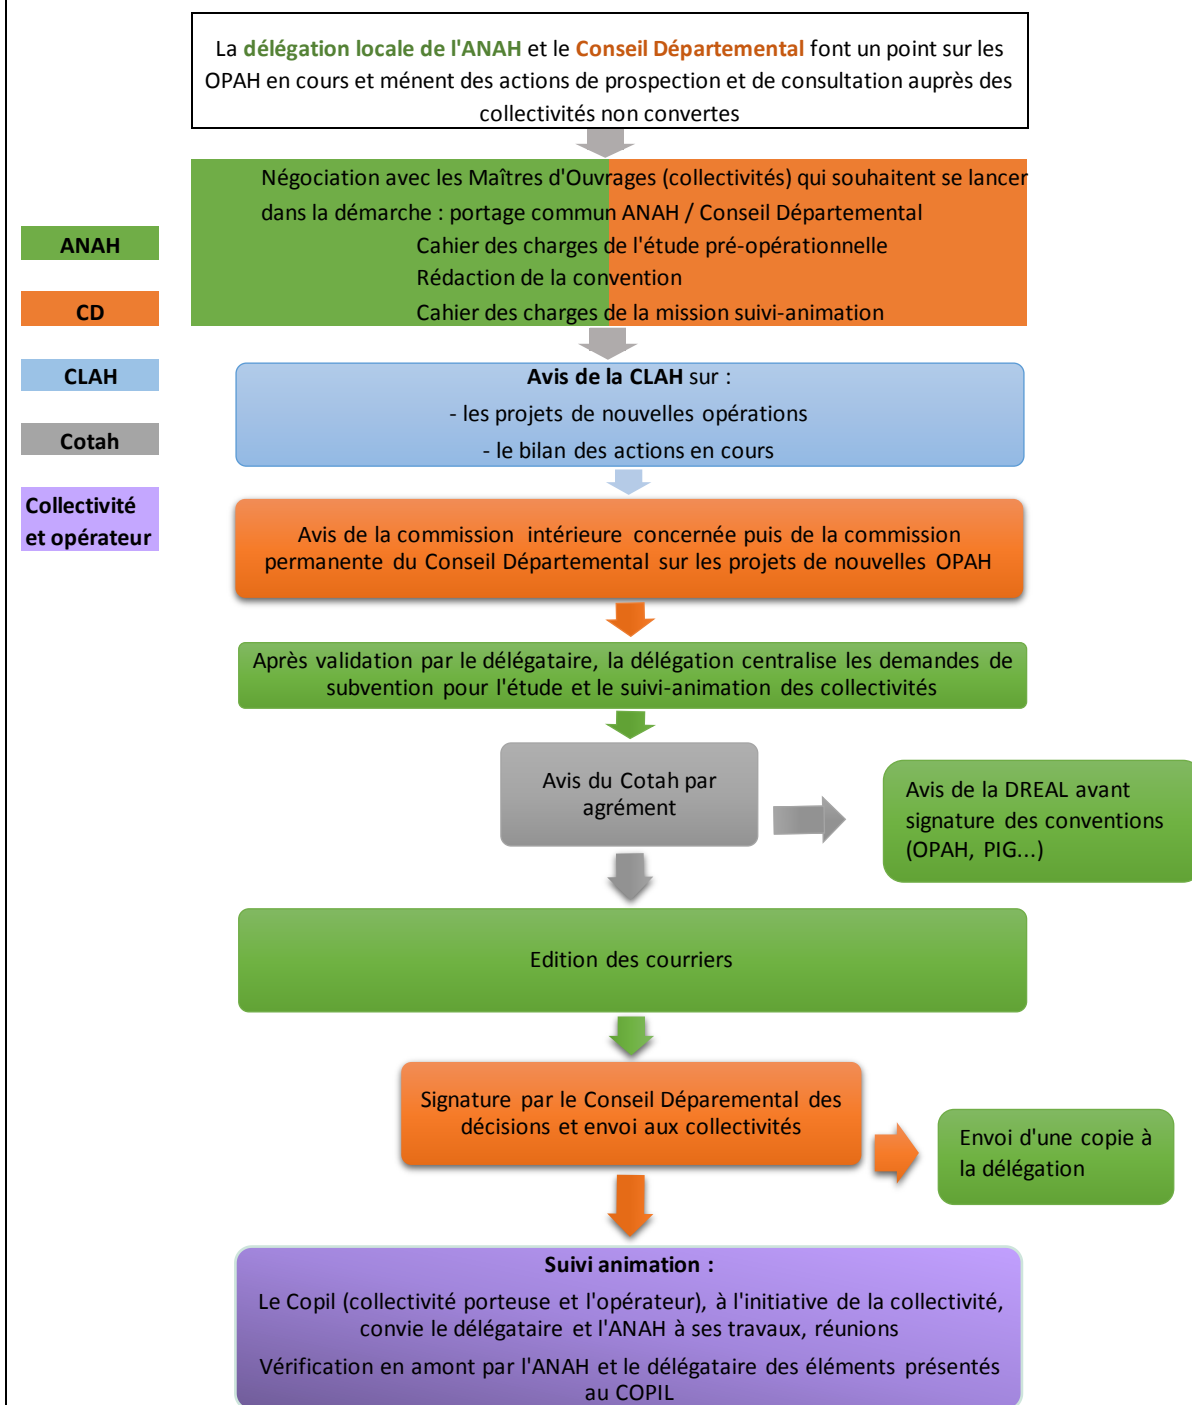 La délégation locale de l'ANAH et le Conseil Départemental font un point sur les
OPAH en cours et ménent des actions de prospection et de consultation auprès des
collectivités non convertes
Négociation avec les Maîtres d'Ouvrages (collectivités) qui souhaitent se lancer
dans la démarche : portage commun ANAH / Conseil Départemental
Cahier des charges de l'étude pré-opérationnelle
Rédaction de la convention
Cahier des charges de la mission suivi-animation
ANAH
CD
CLAH
Cotah
Collectivité
et opérateur
Avis de la CLAH sur :
- les projets de nouvelles opérations
- le bilan des actions en cours
Avis de la commission intérieure concernée puis de la commission
permanente du Conseil Départemental sur les projets de nouvelles OPAH
Après validation par le délégataire, la délégation centralise les demandes de
subvention pour l'étude et le suivi-animation des collectivités
Avis du Cotah par
agrément
Avis de la DREAL avant
signature des conventions
(OPAH, PIG...)
Edition des courriers
Signature par le Conseil Déparemental des
décisions et envoi aux collectivités
Envoi d'une copie à
la délégation
Suivi animation :
Le Copil (collectivité porteuse et l'opérateur), à l'initiative de la collectivité,
convie le délégataire et l'ANAH à ses travaux, réunions
Vérification en amont par l'ANAH et le délégataire des éléments présentés
au COPIL